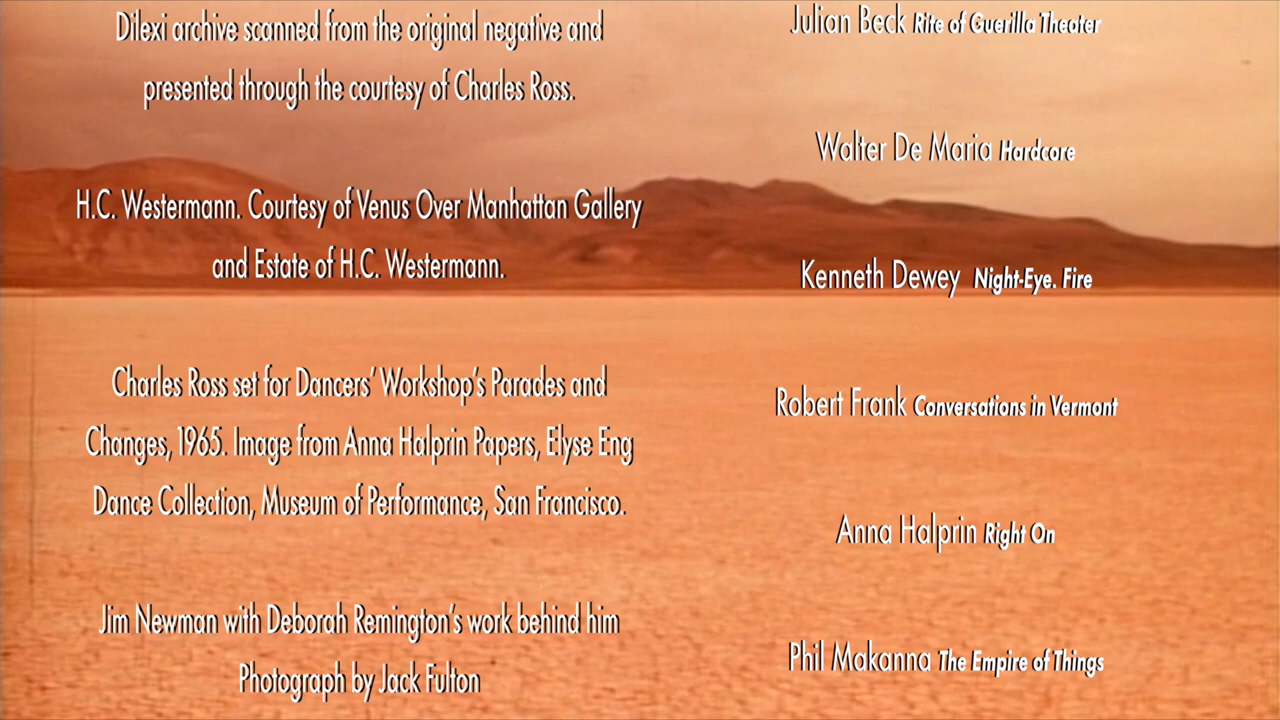 Dilexi archive scanned from the original negative and
presented through the courtesy of Charles Ross.
H.C. Westermann. Courtesy of Venus Over Manhattan Gallery
and Estate of H.C. Westermann.
Charles Ross set for Dancers' Workshop's Parades and
Changes, 1965. Image from Anna Halprin Papers, Elyse Eng
Dance Collection, Museum of Performance, San Francisco.
Jim Newman with Deborah Remington's work behind him
Photograph by Jack Fulton
Julian Beck Rite of Guerilla Theater
Walter De Maria Hardcore
Kenneth Dewey Night-Eye. Fire
Robert Frank Conversations in Vermont
Anna Halprin Right On
Phil Makanna The Empire of Things